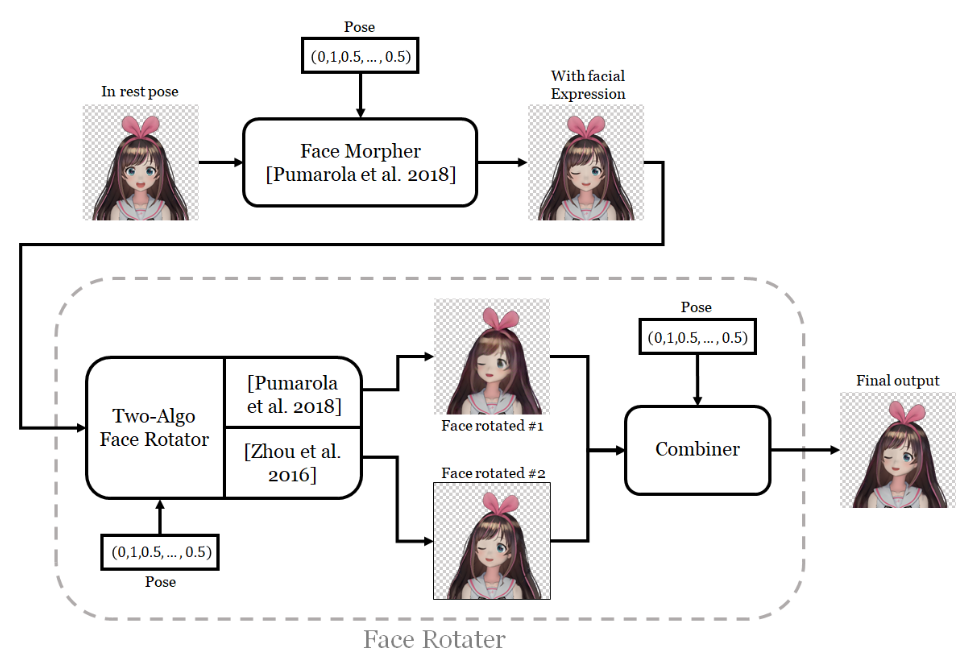 Pose
(0,1,0.5, ... , 0.5)
In rest pose
With facial
Expression
Face Morpher
[Pumarola et al. 2018]
Pose
(0,1,0.5, ... , 0.5)
Two-Algo
Face Rotator
[Pumarola
et al. 2018]
[Zhou et al.
2016]
Face rotated #1
Face rotated #2
Combiner
Final output
(0,1,0.5, ... , 0.5)
Pose
Face Rotater